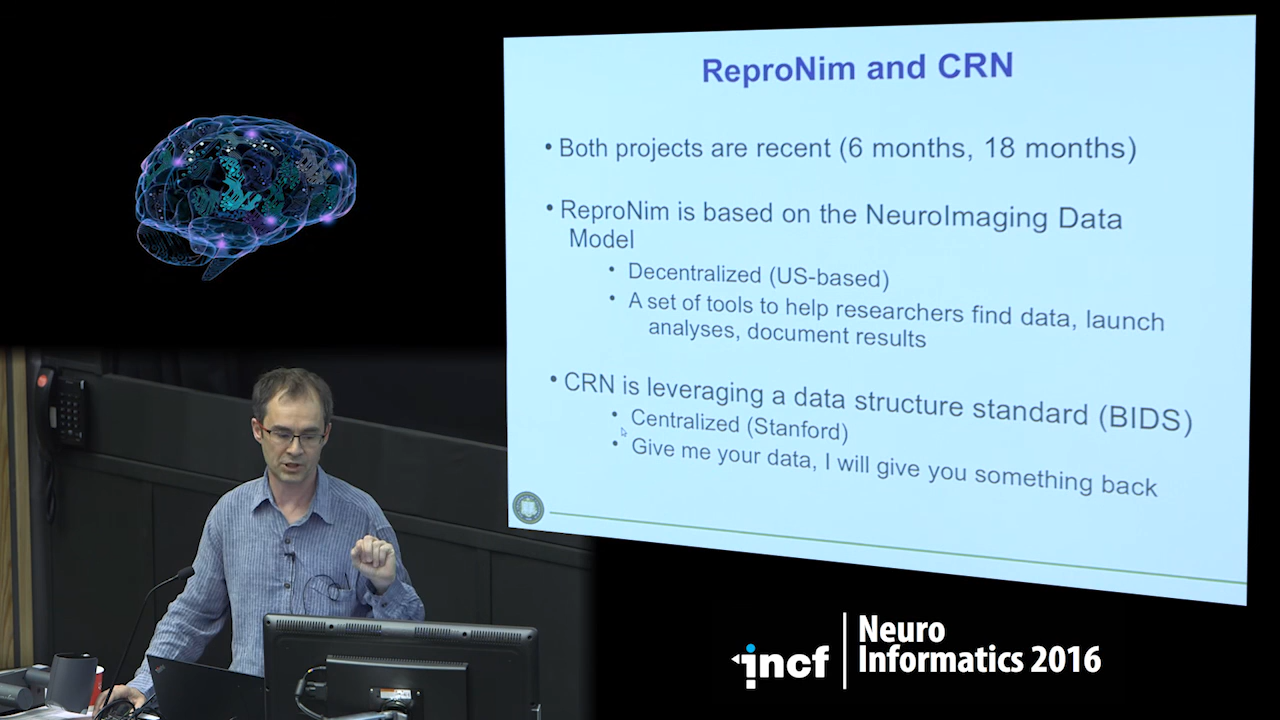 ReproNim and CRN
• Both projects are recent (6 months, 18 months)
• ReproNim is based on the NeuroImaging Data
Model
• Decentralized (US-based)
• A set of tools to help researchers find data, launch
analyses, document results
• CRN is leveraging a data structure standard (BIDS)
• Centralized (Stanford)
• Give me your data, I will give you something back
incf
Neuro
Informatics 2016